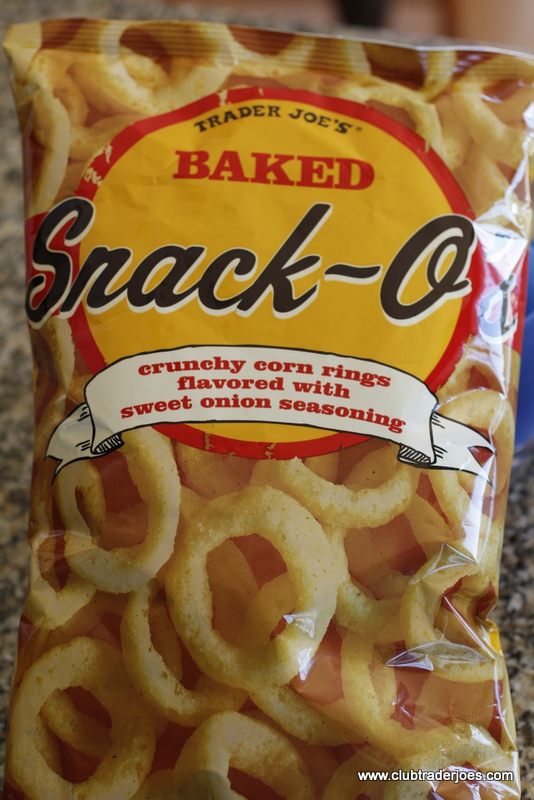 TRADER JOE'S®
BAKED
Snack-O
crunchy corn rings
flavored with
sweet onion seasoning
www.clubtraderjoes.com